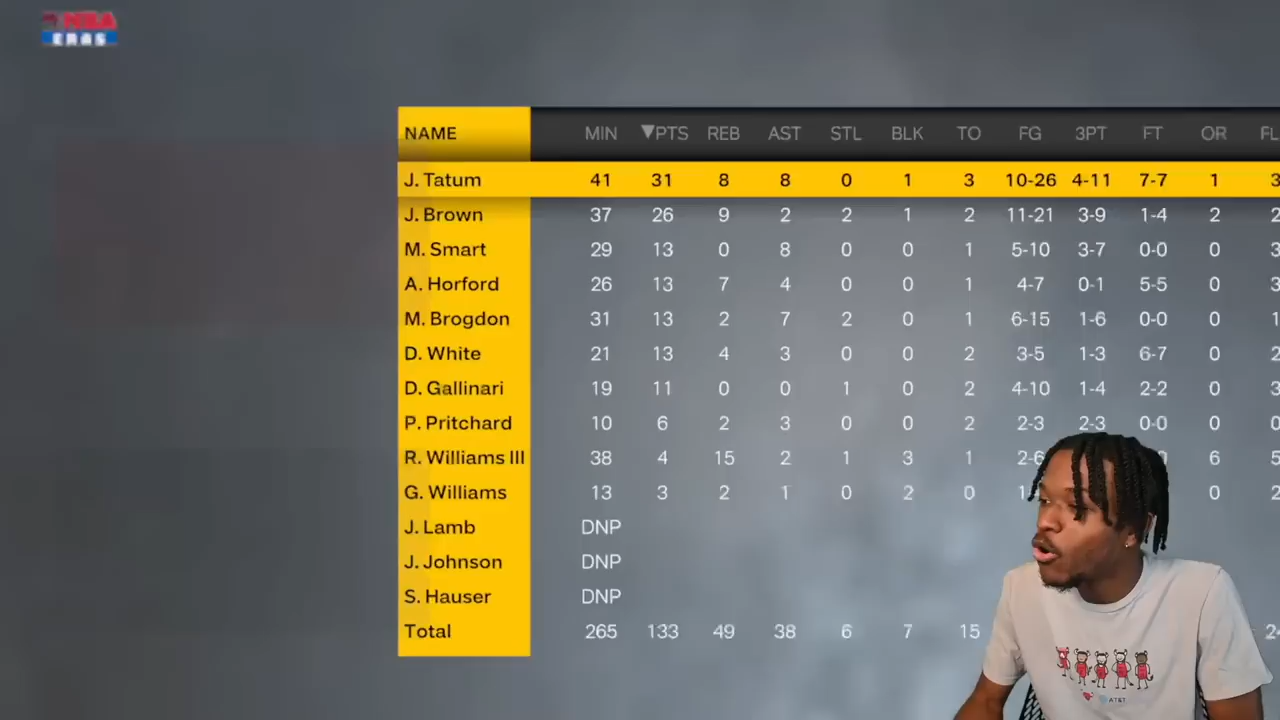 NBA
ERAS
NAME MIN ▼PTS REB AST STL BLK TO FG 3PT FT OR
J. Tatum 41 31 8 8 0 1 3 10-26 4-11 7-7 1 3
J. Brown 37 26 9 2 2 1 2 11-21 3-9 1-4 2 2
M. Smart 29 13 0 8 0 0 1 5-10 3-7 0-0 0 3
A. Horford 26 13 7 4 0 0 1 4-7 0-1 5-5 0 3
M. Brogdon 31 13 2 7 2 0 1 6-15 1-6 0-0 0 1
D. White 21 13 4 3 0 0 2 3-5 1-3 6-7 0 2
D. Gallinari 19 11 0 0 1 0 2 4-10 1-4 2-2 0 3
P. Pritchard 10 6 2 3 0 0 2 2-3 2-3 0-0 0 0
R. Williams III 38 4 15 2 1 3 1 2-6 6 5
G. Williams 13 3 2 1 0 2 0 0 2
J. Lamb DNP
J. Johnson DNP
S. Hauser DNP
Total 265 133 49 38 6 7 15
AT&T